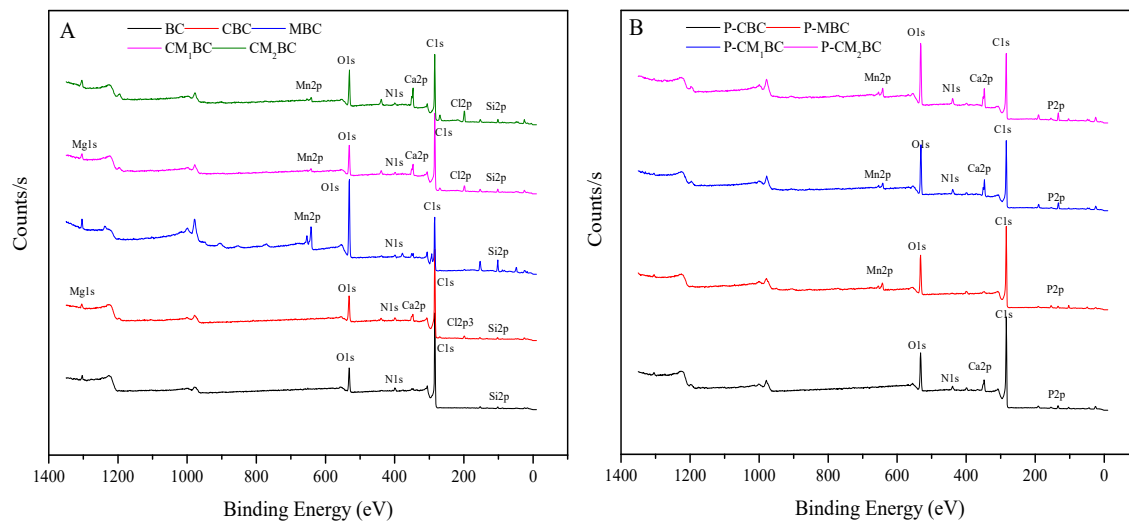 A
BC CBC MBC
CM₁BC CM₂BC
C1s
O1s
Mn2p
N1s
Ca2p
Cl2p
Si2p
C1s
Mg1s
O1s
Mn2p
N1s
Ca2p
Cl2p
Si2p
O1s
C1s
Mn2p
N1s
Si2p
C1s
Mg1s
O1s
N1s
Ca2p
Cl2p3
Si2p
C1s
O1s
N1s
Si2p
Counts/s
1400 1200 1000 800 600 400 200 0
Binding Energy (eV)
B
P-CBC P-MBC
P-CM₁BC P-CM₂BC
O1s
C1s
Mn2p
N1s
Ca2p
P2p
O1s
C1s
Mn2p
N1s
Ca2p
P2p
C1s
O1s
Mn2p
P2p
C1s
O1s
N1s
Ca2p
P2p
Counts/s
1400 1200 1000 800 600 400 200 0
Binding Energy (eV)